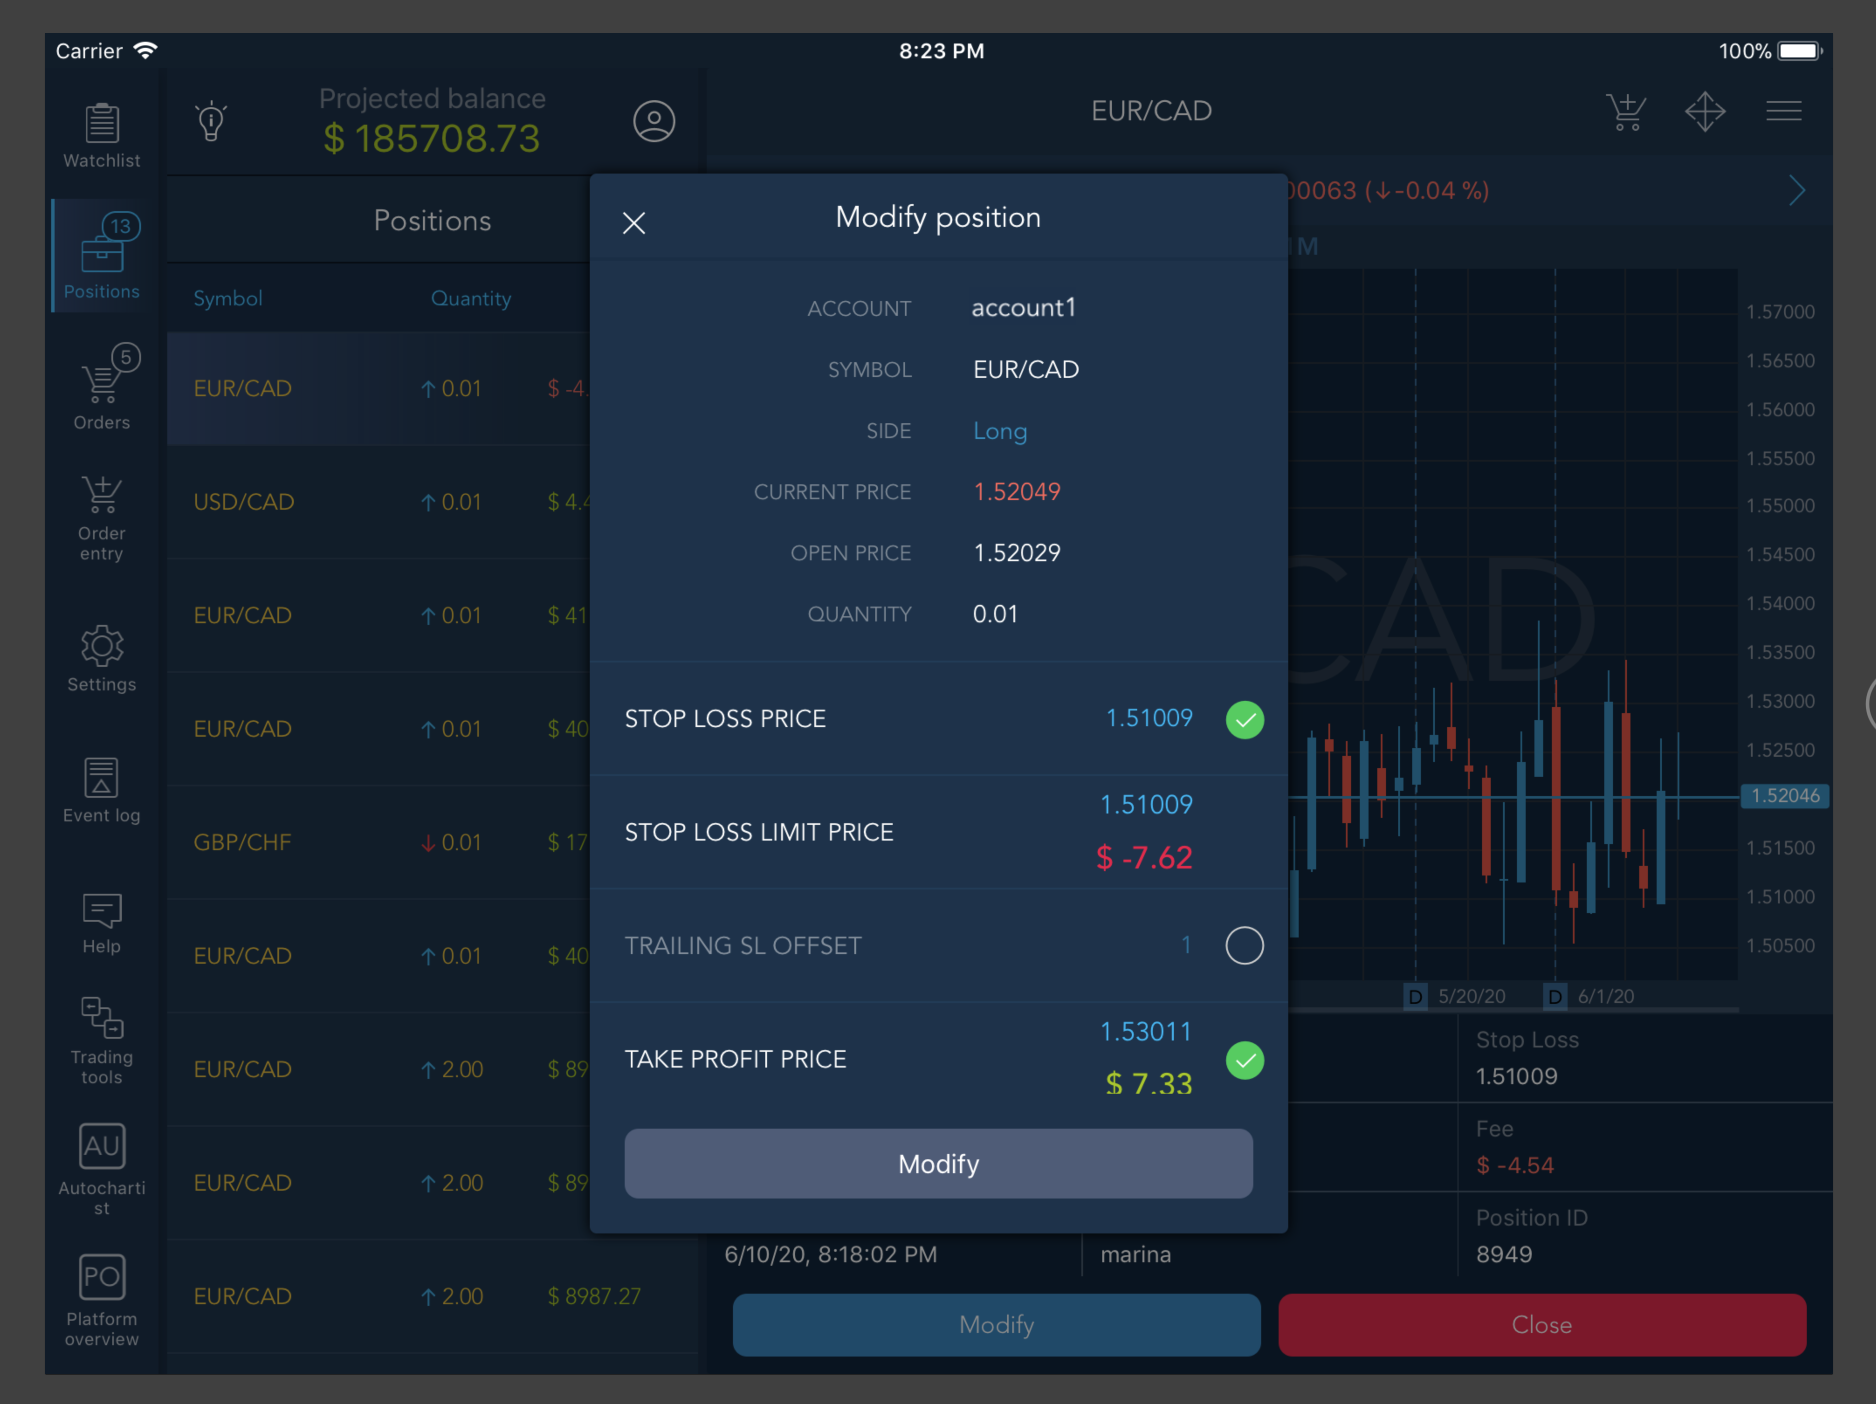 Carrier
8:23 PM
100%
Watchlist
13
Positions
5
Orders
Order
entry
Settings
Event log
Help
Trading
tools
AU
Autocharti
st
PO
Platform
overview
Projected balance
$ 185708.73
Positions
Symbol Quantity
EUR/CAD ↑ 0.01 $ -4.
USD/CAD ↑ 0.01 $ 4.4
EUR/CAD ↑ 0.01 $ 41
EUR/CAD ↑ 0.01 $ 40
GBP/CHF ↓ 0.01 $ 17
EUR/CAD ↑ 0.01 $ 40
EUR/CAD ↑ 2.00 $ 89
EUR/CAD ↑ 2.00 $ 89
EUR/CAD ↑ 2.00 $ 8987.27
Modify position
ACCOUNT account1
SYMBOL EUR/CAD
SIDE Long
CURRENT PRICE 1.52049
OPEN PRICE 1.52029
QUANTITY 0.01
STOP LOSS PRICE 1.51009
STOP LOSS LIMIT PRICE 1.51009
$ -7.62
TRAILING SL OFFSET 1
TAKE PROFIT PRICE 1.53011
$ 7.33
Modify
EUR/CAD
00063 (↓-0.04 %)
M
CAD
1.57000
1.56500
1.56000
1.55500
1.55000
1.54500
1.54000
1.53500
1.53000
1.52500
1.52046
1.51500
1.51000
1.50500
D 5/20/20 D 6/1/20
Stop Loss
1.51009
Fee
$ -4.54
Position ID
6/10/20, 8:18:02 PM marina 8949
Modify Close